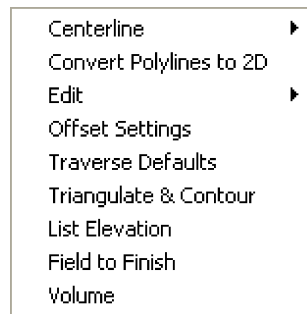 Centerline
Convert Polylines to 2D
Edit
Offset Settings
Traverse Defaults
Triangulate & Contour
List Elevation
Field to Finish
Volume